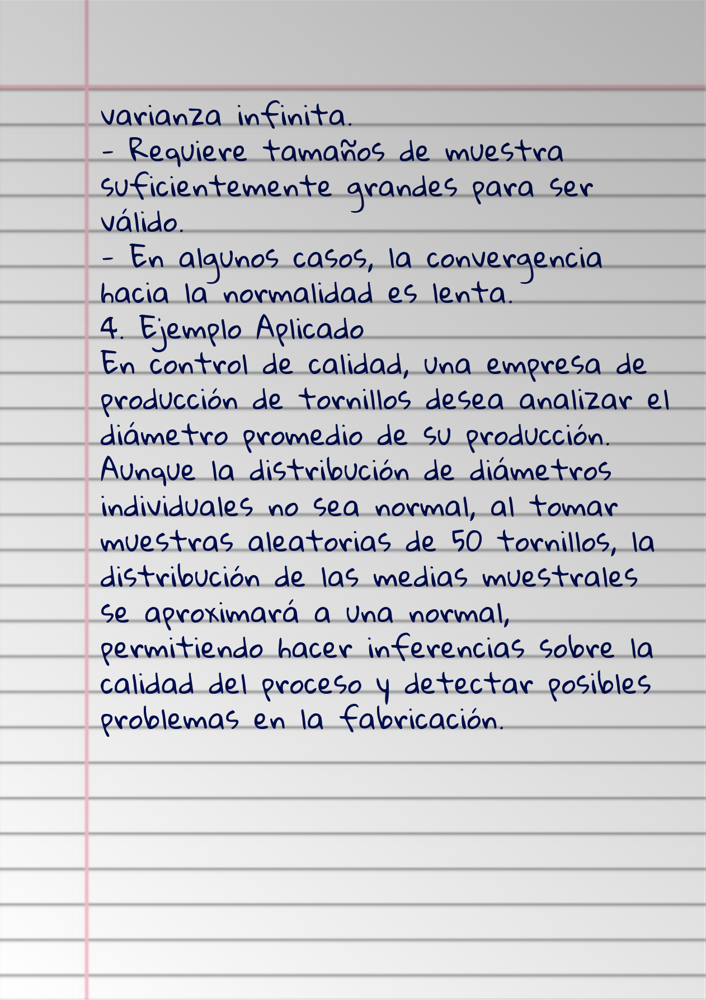 varianza infinita.
- Requiere tamaños de muestra
suficientemente grandes para ser
válido.
- En algunos casos, la convergencia
hacia la normalidad es lenta.
4. Ejemplo Aplicado
En control de calidad, una empresa de
producción de tornillos desea analizar el
diámetro promedio de su producción.
Aunque la distribución de diámetros
individuales no sea normal, al tomar
muestras aleatorias de 50 tornillos, la
distribución de las medias muestrales
se aproximará a una normal,
permitiendo hacer inferencias sobre la
calidad del proceso y detectar posibles
problemas en la fabricación.